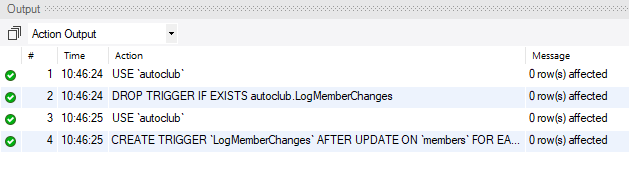 Output
Action Output
# Time Action Message
1 10:46:24 USE `autoclub` 0 row(s) affected
2 10:46:24 DROP TRIGGER IF EXISTS autoclub.LogMemberChanges 0 row(s) affected
3 10:46:25 USE `autoclub` 0 row(s) affected
4 10:46:25 CREATE TRIGGER `LogMemberChanges` AFTER UPDATE ON `members` FOR EA... 0 row(s) affected